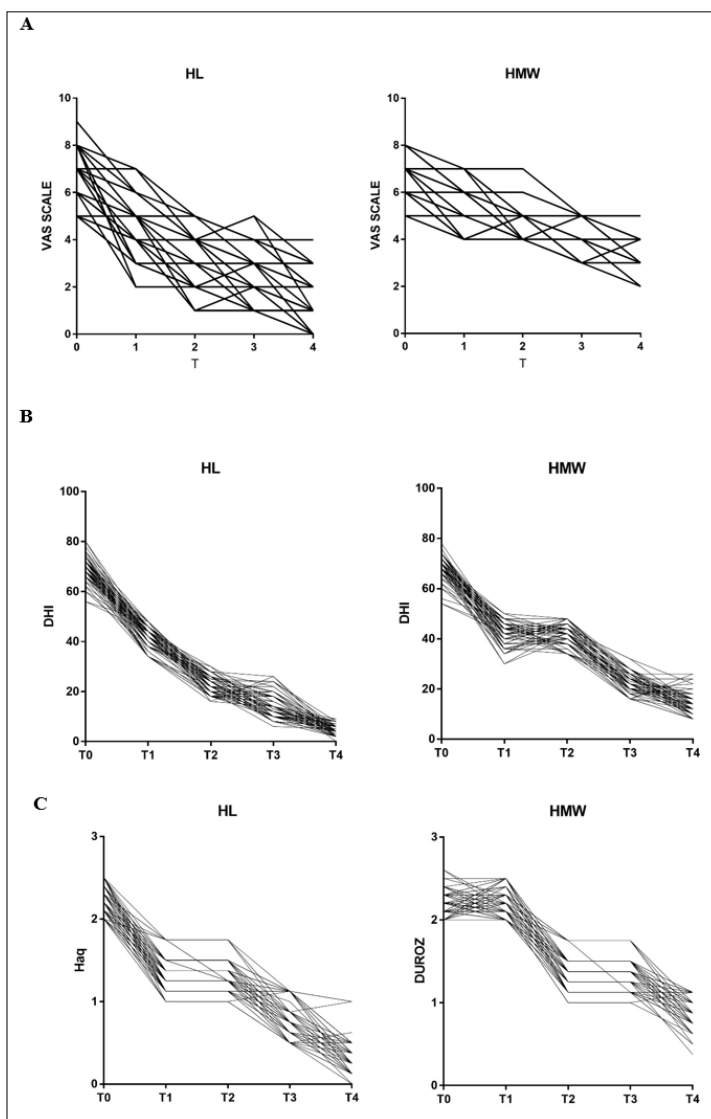 A
HL
HMW
10
8
6
4
2
0
VAS SCALE
0 1 2 3 4
T
10
8
6
4
2
0
VAS SCALE
0 1 2 3 4
T
B
HL
HMW
100
80
60
40
20
0
DHI
T0 T1 T2 T3 T4
100
80
60
40
20
0
DHI
T0 T1 T2 T3 T4
C
HL
HMW
3
2
1
0
Haq
T0 T1 T2 T3 T4
3
2
1
0
DUROZ
T0 T1 T2 T3 T4